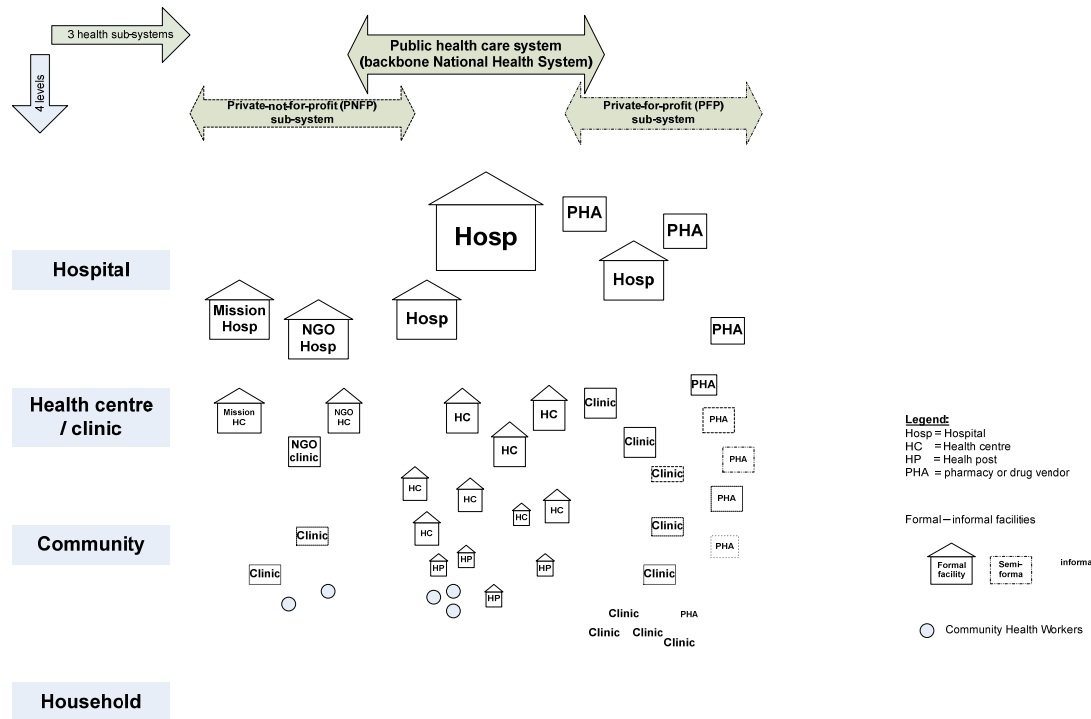 3 health sub-systems
4 levels
Public health care system
(backbone National Health System)
Private-not-for-profit (PNFP)
sub-system
Private-for-profit (PFP)
sub-system
Hosp
PHA
PHA
Hosp
Hospital
Mission
Hosp
NGO
Hosp
Hosp
PHA
Health centre
/ clinic
Mission
HC
NGO
HC
NGO
clinic
HC
HC
HC
Clinic
Clinic
PHA
PHA
PHA
Clinic
PHA
HC
HC
HC
HC
HC
Clinic
PHA
Community
Clinic
Clinic
HP
HP
HP
HP
Clinic
Clinic
PHA
Clinic
Clinic
Clinic
Household
Legend:
Hosp = Hospital
HC = Health centre
HP = Healh post
PHA = pharmacy or drug vendor
Formal – informal facilities
Formal
facility
Semi-
forma
informa
Community Health Workers